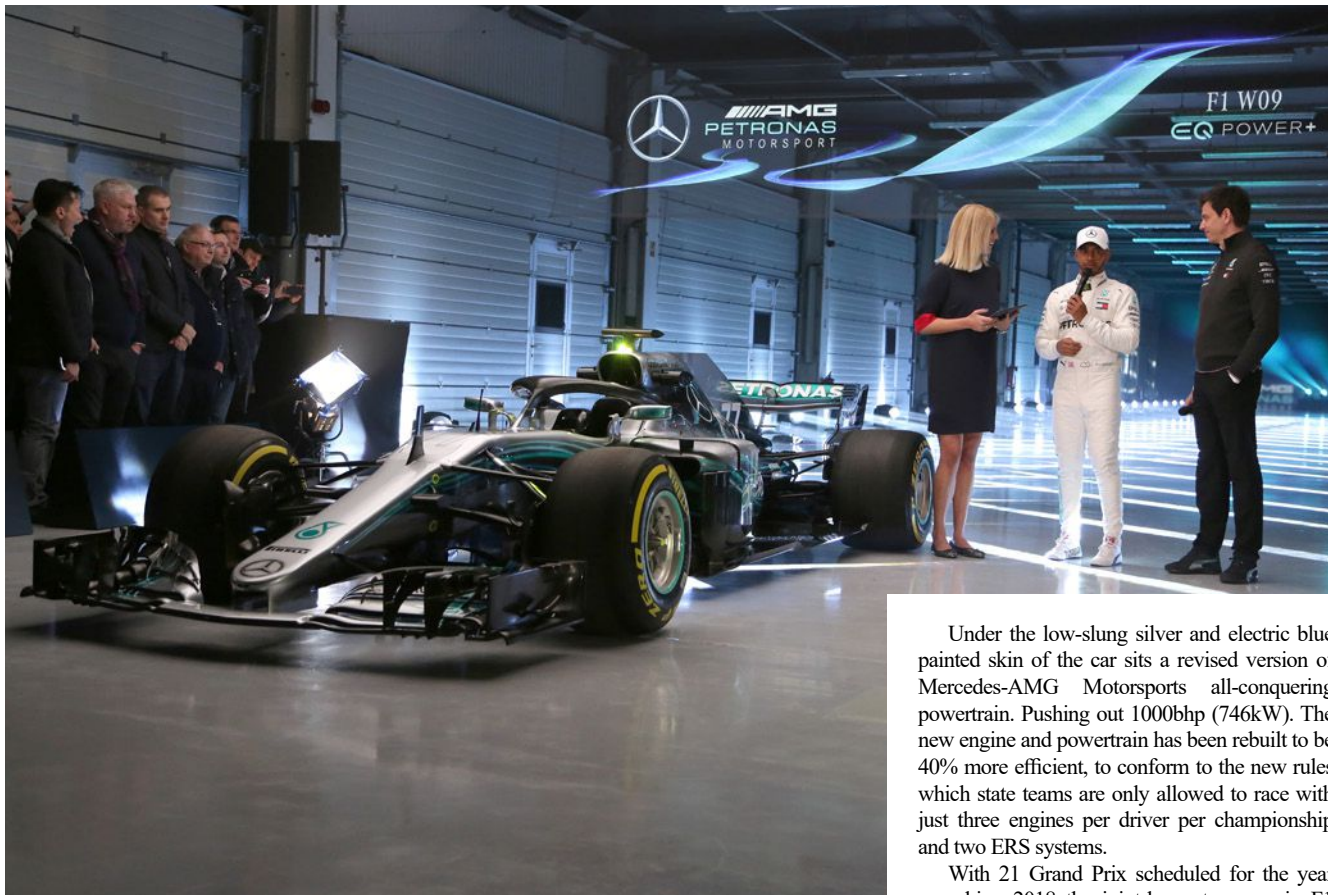 AMG
PETRONAS
MOTORSPORT
F1 W09
EQ POWER+
ETRONAS
PIRELLI
P ZERO
Under the low-slung silver and electric blue
painted skin of the car sits a revised version
Mercedes-AMG Motorsports all-conquering
powertrain. Pushing out 1000bhp (746kW). The
new engine and powertrain has been rebuilt to be
40% more efficient, to conform to the new rules
which state teams are only allowed to race with
just three engines per driver per championship
and two ERS systems.
With 21 Grand Prix scheduled for the year